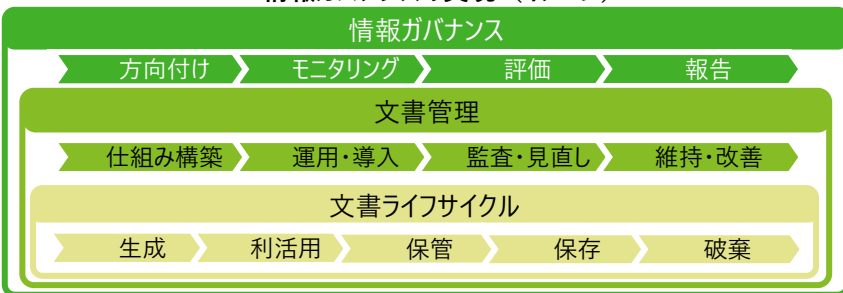 情報ガバナンス
方向付け モニタリング 評価 報告
文書管理
仕組み構築 運用・導入 監査・見直し 維持・改善
文書ライフサイクル
生成 利活用 保管 保存 破棄